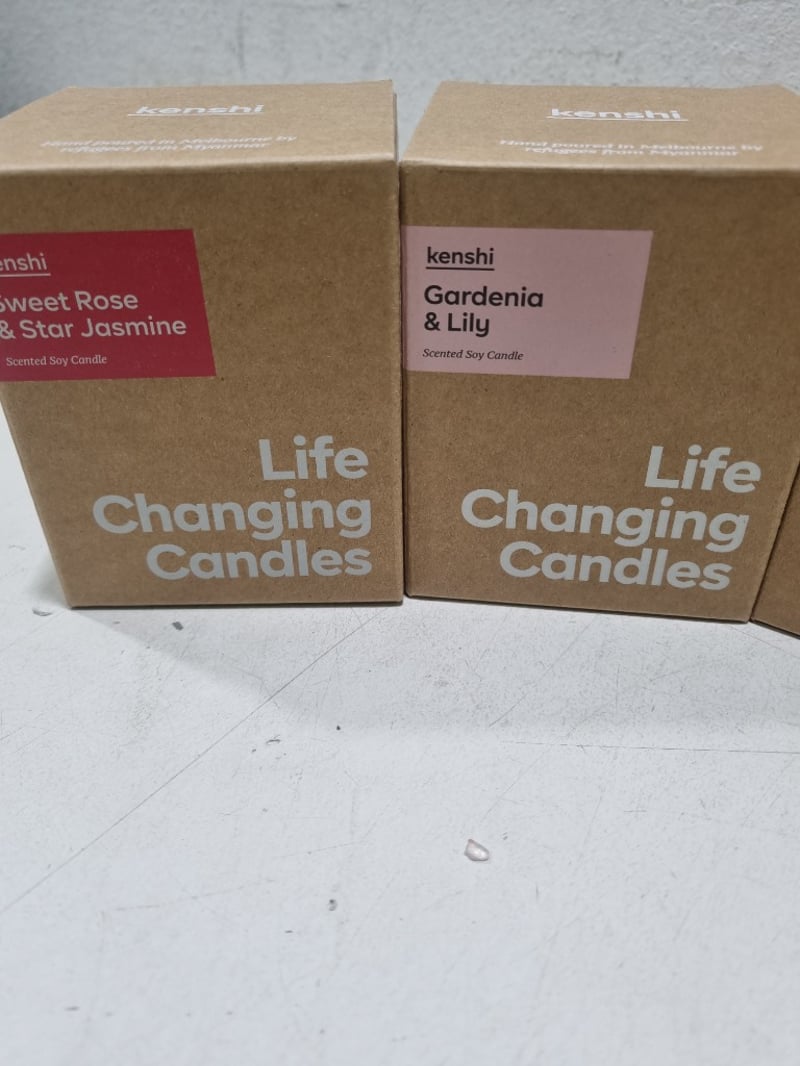 kenshi
Hand poured in Melbourne by
refugees from Myanmar
enshi
Sweet Rose
& Star Jasmine
Scented Soy Candle
Life
Changing
Candles
kenshi
Hand poured in Melbourne by
refugees from Myanmar
kenshi
Gardenia
& Lily
Scented Soy Candle
Life
Changing
Candles